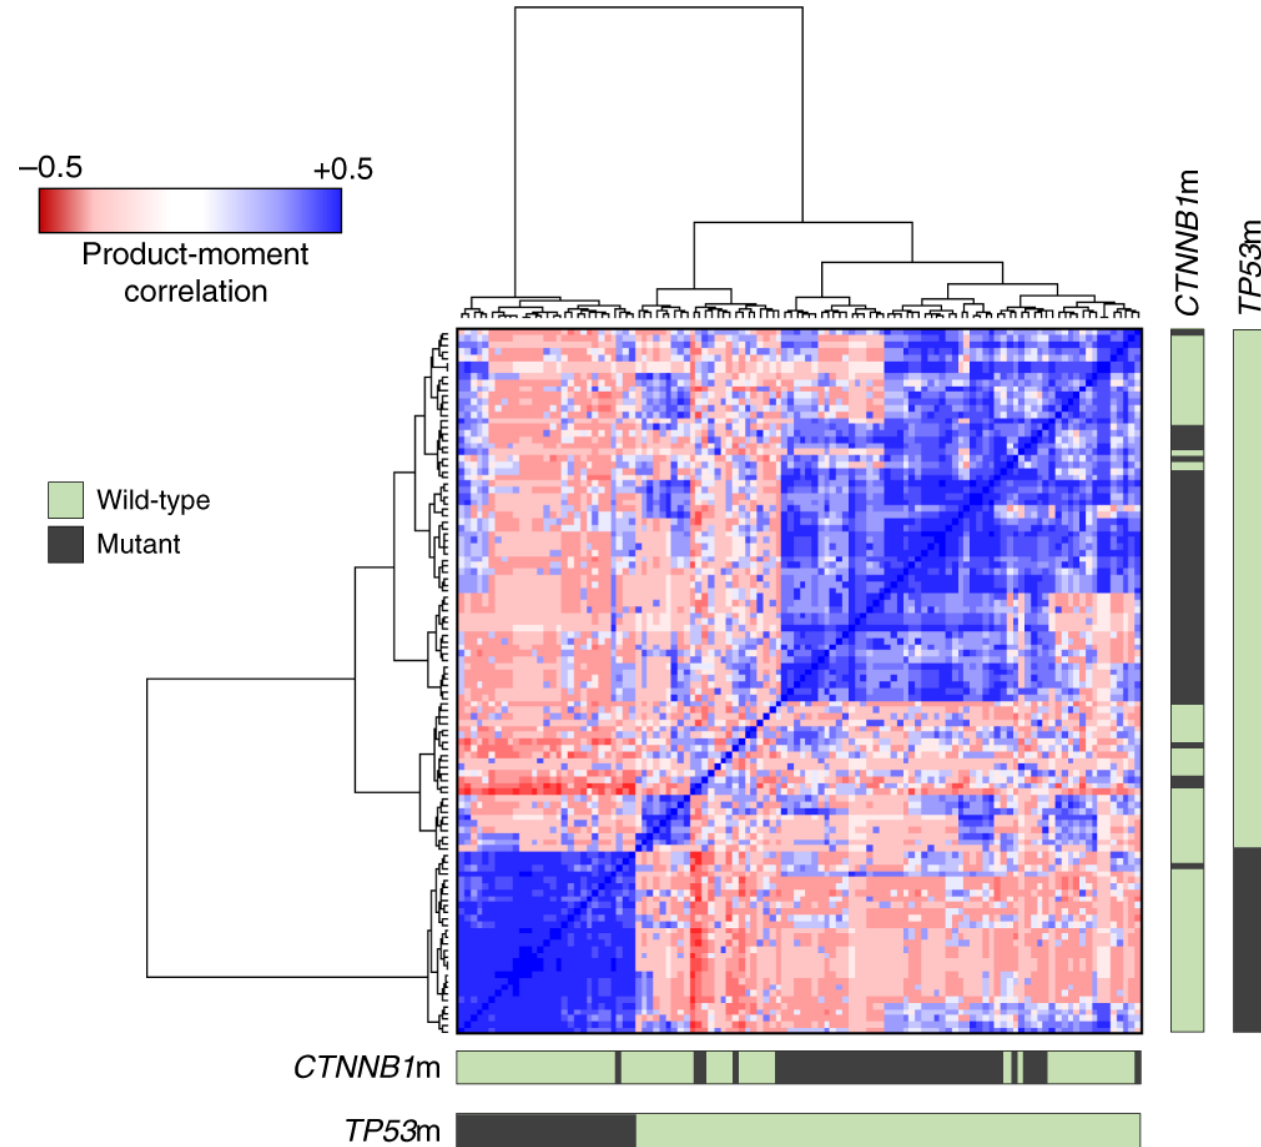 −0.5
+0.5
Product-moment
correlation
CTNNB1m
TP53m
Wild-type
Mutant
CTNNB1m
TP53m